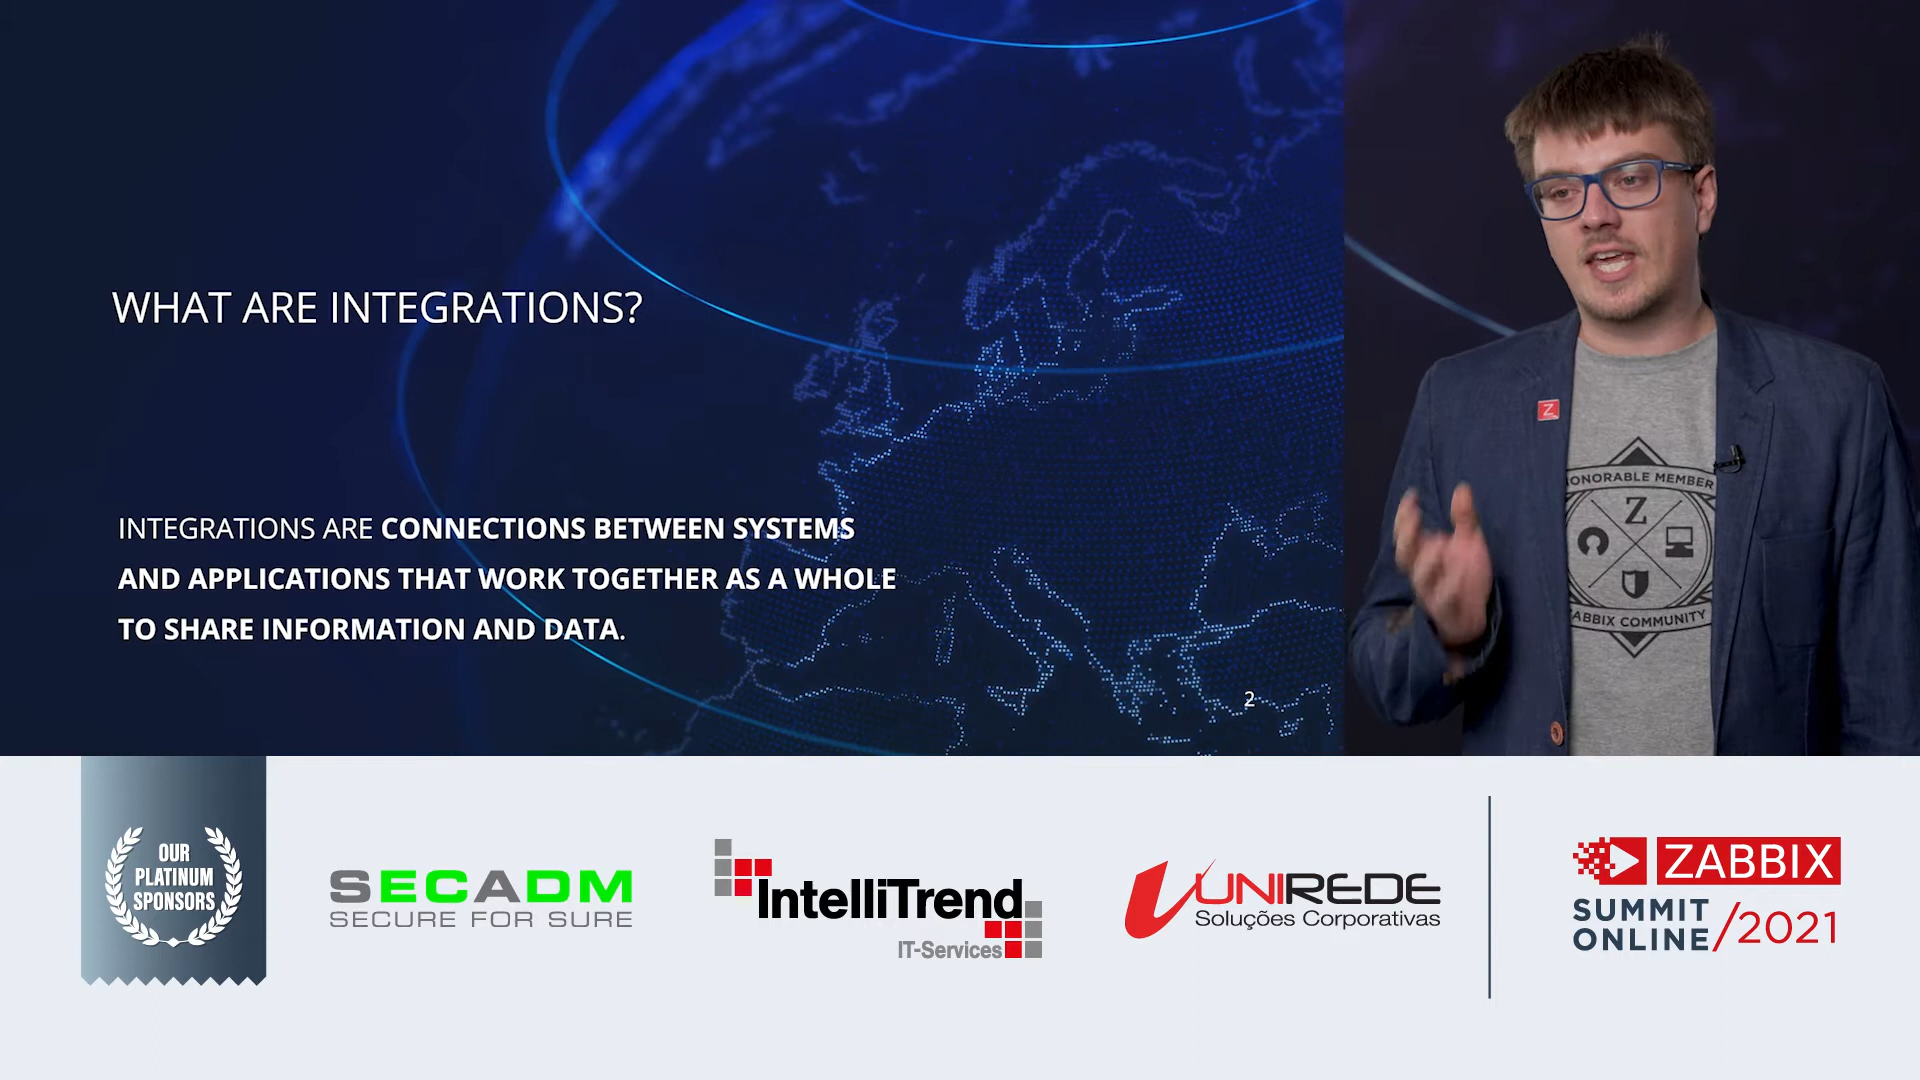 WHAT ARE INTEGRATIONS?
INTEGRATIONS ARE CONNECTIONS BETWEEN SYSTEMS
AND APPLICATIONS THAT WORK TOGETHER AS A WHOLE
TO SHARE INFORMATION AND DATA.
2
Z
ONORABLE MEMBER
Z
ABBIX COMMUNITY
OUR
PLATINUM
SPONSORS
SECADM
SECURE FOR SURE
IntelliTrend
IT-Services
UNIREDE
Soluções Corporativas
ZABBIX
SUMMIT
ONLINE /2021